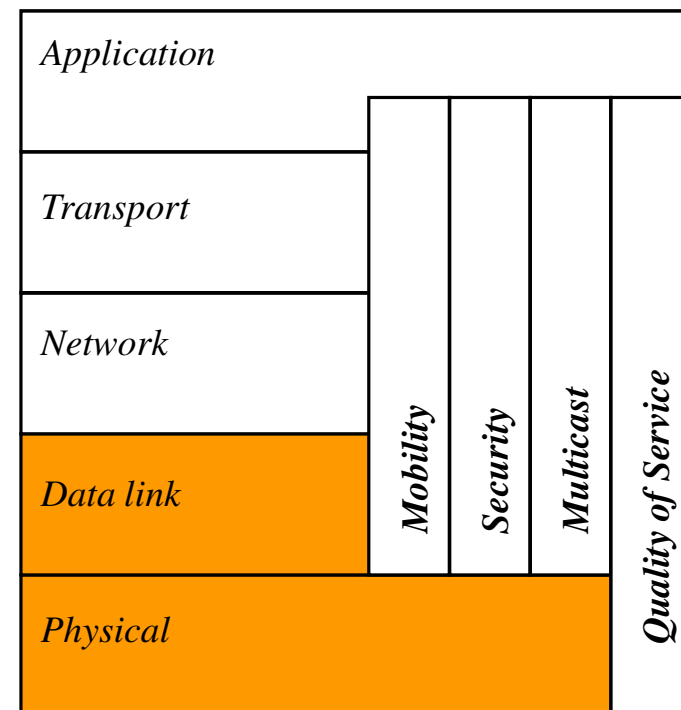 Application
Transport
Network
Data link
Physical
Mobility
Security
Multicast
Quality of Service